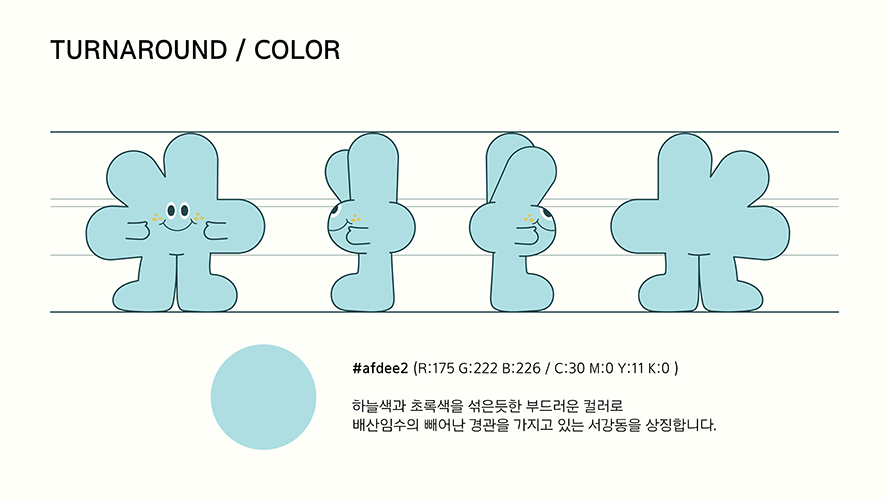 TURNAROUND / COLOR
#afdee2 (R:175 G:222 B:226 / C:30 M:0 Y:11 K:0 )
하늘색과 초록색을 섞은듯한 부드러운 컬러로
배산임수의 빼어난 경관을 가지고 있는 서강동을 상징합니다.